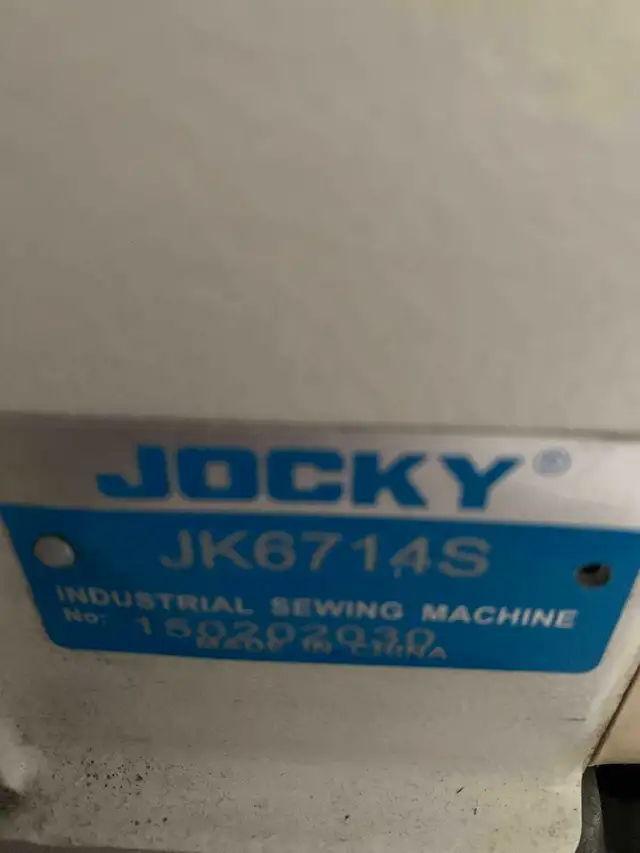 JOCKY®
JK6714S
INDUSTRIAL SEWING MACHINE
No: 150202030
MADE IN CHINA